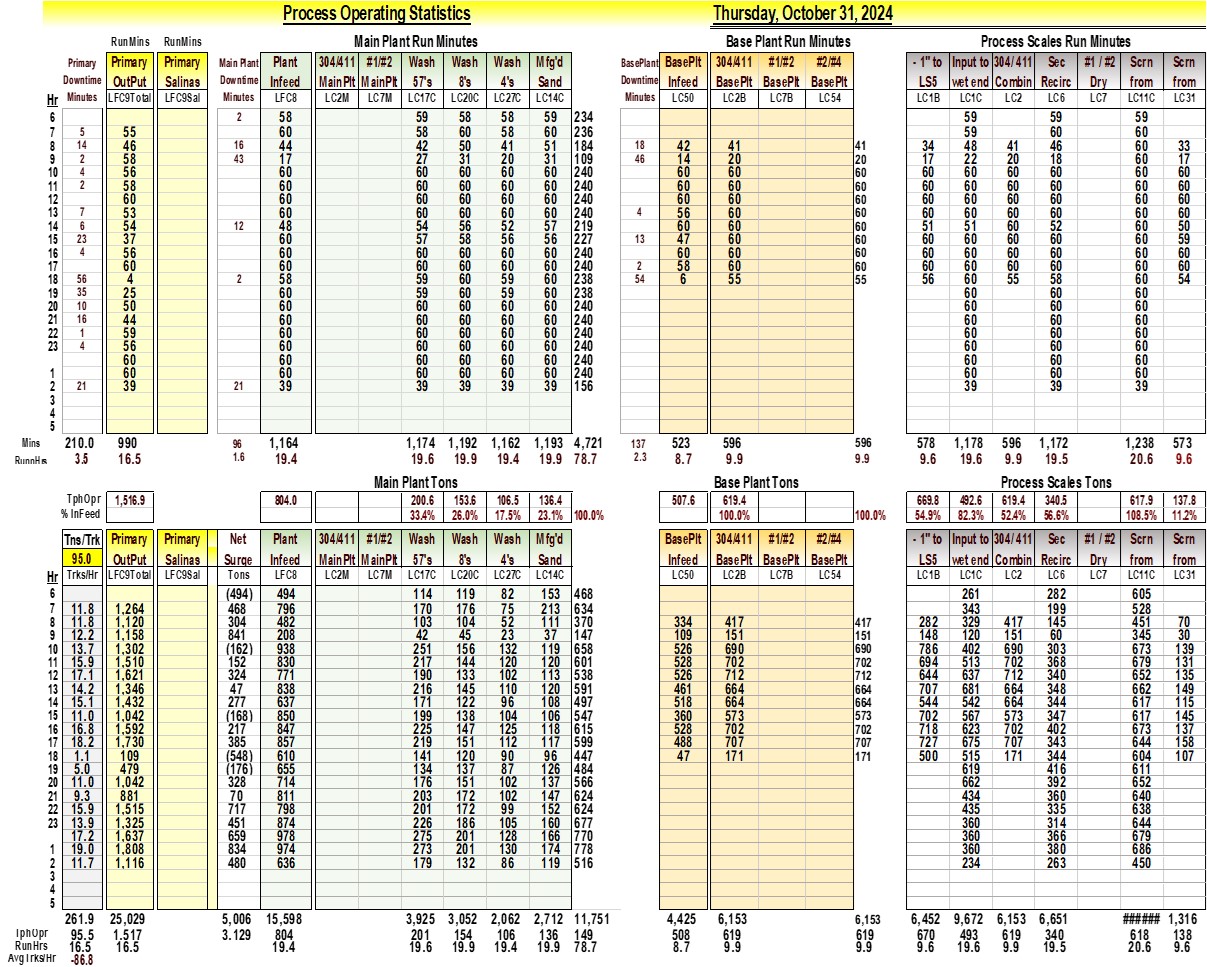 Process Operating Statistics Thursday, October 31, 2024
RunMins RunMins Main Plant Run Minutes Base Plant Run Minutes Process Scales Run Minutes
Primary Primary Primary Main Plant Plant 304/411 #1/#2 Wash Wash Wash Mfg'd BasePlant BasePlt 304/411 #1/#2 #2/#4 - 1" to Input to 304/411 Sec #1 / #2 Scrn Scrn
Downtime OutPut Salinas Downtime Infeed MainPlt MainPlt 57's 8's 4's Sand Downtime Infeed BasePlt BasePlt BasePlt LS5 wet end Combin Recirc Dry from from
Hr Minutes LFC9Total LFC9Sal Minutes LFC8 LC2M LC7M LC17C LC20C LC27C LC14C Minutes LC50 LC2B LC7B LC54 LC1B LC1C LC2 LC6 LC7 LC11C LC31
6 2 58 59 58 58 59 234 59 59 59
7 5 55 60 58 60 58 60 236 59 60 60
8 14 46 16 44 42 50 41 51 184 18 42 41 41 34 48 41 46 48 33
9 2 58 43 17 27 31 20 31 109 46 14 20 20 17 22 20 18 60 17
10 4 56 60 60 60 60 60 240 60 60 60 60 60 60 60 60 60
11 2 58 60 60 60 60 60 240 60 60 60 60 60 60 60 60 60
12 60 60 60 60 60 60 240 60 60 60 60 60 60 60 60 60
13 7 53 60 60 60 60 60 240 4 56 60 60 60 60 60 60 60 60
14 6 54 12 48 54 56 52 57 219 60 60 60 51 51 60 52 60 50
15 23 37 60 57 58 56 56 227 13 47 60 60 60 60 60 60 60 59
16 4 56 60 60 60 60 60 240 60 60 60 60 60 60 60 60 60
17 60 60 60 60 60 60 240 2 58 60 60 60 60 60 60 60 60
18 56 4 2 58 59 60 59 60 238 54 6 55 55 56 60 55 58 60 54
19 35 25 60 59 60 59 60 238 60 60 60
20 10 50 60 60 60 60 60 240 60 60 60
21 16 44 60 60 60 60 60 240 60 60 60
22 1 59 60 60 60 60 60 240 60 60 60
23 4 56 60 60 60 60 60 240 60 60 60
60 60 60 60 60 60 240 60 60 60
1 60 60 60 60 60 60 240 60 60 60
2 21 39 21 39 39 39 39 39 156 39 39 39
3
4
5
Mins 210.0 990 96 1,164 1,174 1,192 1,162 1,193 4,721 137 523 596 596 578 1,178 596 1,172 1,238 573
RunnHrs 3.5 16.5 1.6 19.4 19.6 19.9 19.4 19.9 78.7 2.3 8.7 9.9 9.9 9.6 19.6 9.9 19.5 20.6 9.6
Main Plant Tons Base Plant Tons Process Scales Tons
TphOpr 1,516.9 804.0 200.6 153.6 106.5 136.4 507.6 619.4 669.8 492.6 619.4 340.5 617.9 137.8
% InFeed 33.4% 26.0% 17.5% 23.1% 100.0% 100.0% 100.0% 54.9% 82.3% 52.4% 56.6% 108.5% 11.2%
Tns/Trk Primary Primary Net Plant 304/411 #1/#2 Wash Wash Wash Mfg'd BasePlt 304/411 #1/#2 #2/#4 - 1" to Input to 304/411 Sec #1 / #2 Scrn Scrn
95.0 OutPut Salinas Surge Infeed MainPlt MainPlt 57's 8's 4's Sand Infeed BasePlt BasePlt BasePlt LS5 wet end Combin Recirc Dry from from
Hr Trks/Hr LFC9Total LFC9Sal Tons LFC8 LC2M LC7M LC17C LC20C LC27C LC14C LC50 LC2B LC7B LC54 LC1B LC1C LC2 LC6 LC7 LC11C LC31
6 (494) 494 114 119 82 153 468 261 282 605
7 11.8 1,264 468 796 170 176 75 213 634 343 199 528
8 11.8 1,120 304 482 103 104 52 111 370 334 417 417 282 329 417 145 451 70
9 12.2 1,158 841 208 42 45 23 37 147 109 151 151 148 120 151 60 345 30
10 13.7 1,302 (162) 938 251 156 132 119 658 526 690 690 786 402 690 303 673 139
11 15.9 1,510 152 830 217 144 120 120 601 528 702 702 694 513 702 368 679 131
12 17.1 1,621 324 771 190 133 102 113 538 526 712 712 644 637 712 340 652 135
13 14.2 1,346 47 838 216 145 110 120 591 461 664 664 707 681 664 348 662 149
14 15.1 1,432 277 637 171 122 96 108 497 518 664 664 544 542 664 344 617 115
15 11.0 1,042 (168) 850 199 138 104 106 547 360 573 573 702 567 573 347 617 145
16 16.8 1,592 217 847 225 147 125 118 615 528 702 702 718 623 702 402 673 137
17 18.2 1,730 385 857 219 151 112 117 599 488 707 707 727 675 707 343 644 158
18 1.1 109 (548) 610 141 120 90 96 447 47 171 171 500 515 171 344 604 107
19 5.0 479 (176) 655 134 137 87 126 484 619 416 611
20 11.0 1,042 328 714 176 151 102 137 566 662 392 652
21 9.3 881 70 811 203 172 102 147 624 434 360 640
22 15.9 1,515 717 798 201 172 99 152 624 435 335 638
23 13.9 1,325 451 874 226 186 105 160 677 360 314 644
17.2 1,637 659 978 275 201 128 166 770 360 366 679
1 19.0 1,808 834 974 273 201 130 174 778 360 380 686
2 11.7 1,116 480 636 179 132 86 119 516 234 263 450
3
4
5
261.9 25,029 5,006 15,598 3,925 3,052 2,062 2,712 11,751 4,425 6,153 6,153 6,452 9,672 6,153 6,651 ###### 1,316
TphOpr 95.5 1,517 3.129 804 201 154 106 136 149 508 619 619 670 493 619 340 618 138
RunHrs 16.5 16.5 19.4 19.6 19.9 19.4 19.9 78.7 8.7 9.9 9.9 9.6 19.6 9.9 19.5 20.6 9.6
AvgTrks/Hr -86.8